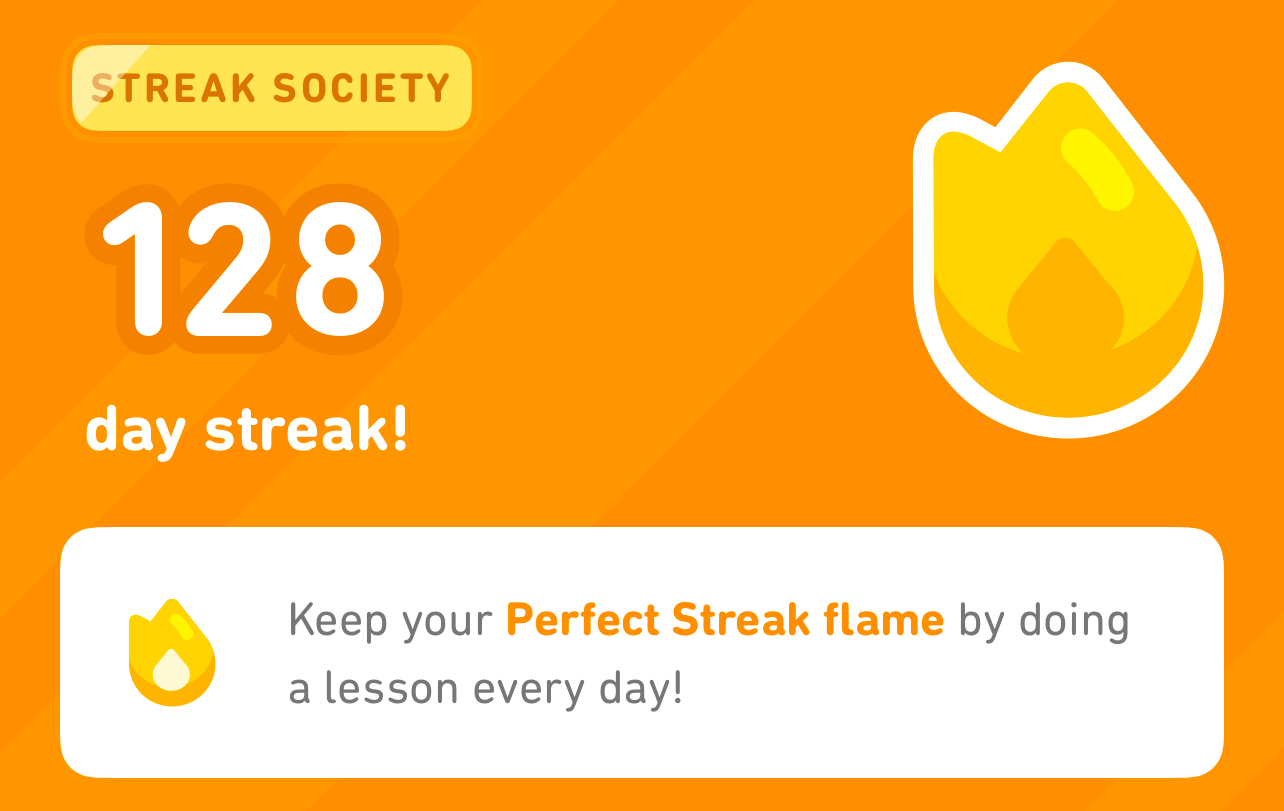 STREAK SOCIETY
128
day streak!
Keep your Perfect Streak flame by doing
a lesson every day!